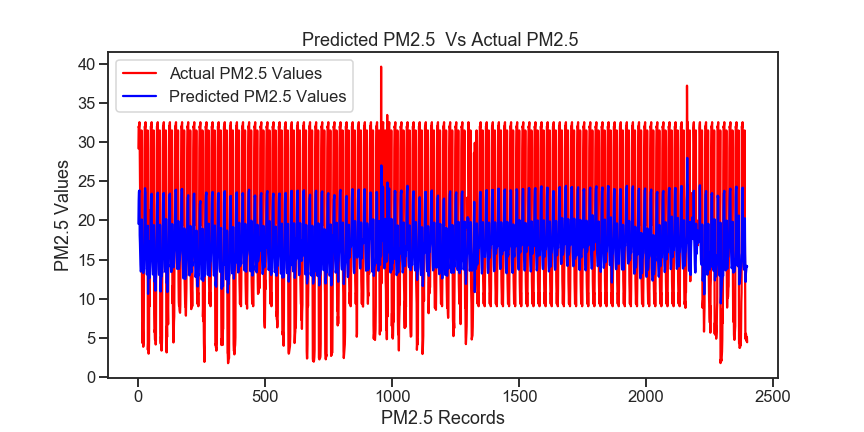 Predicted PM2.5  Vs Actual PM2.5
Actual PM2.5 Values
Predicted PM2.5 Values
PM2.5 Values
40
35
30
25
20
15
10
5
0
0 500 1000 1500 2000 2500
PM2.5 Records